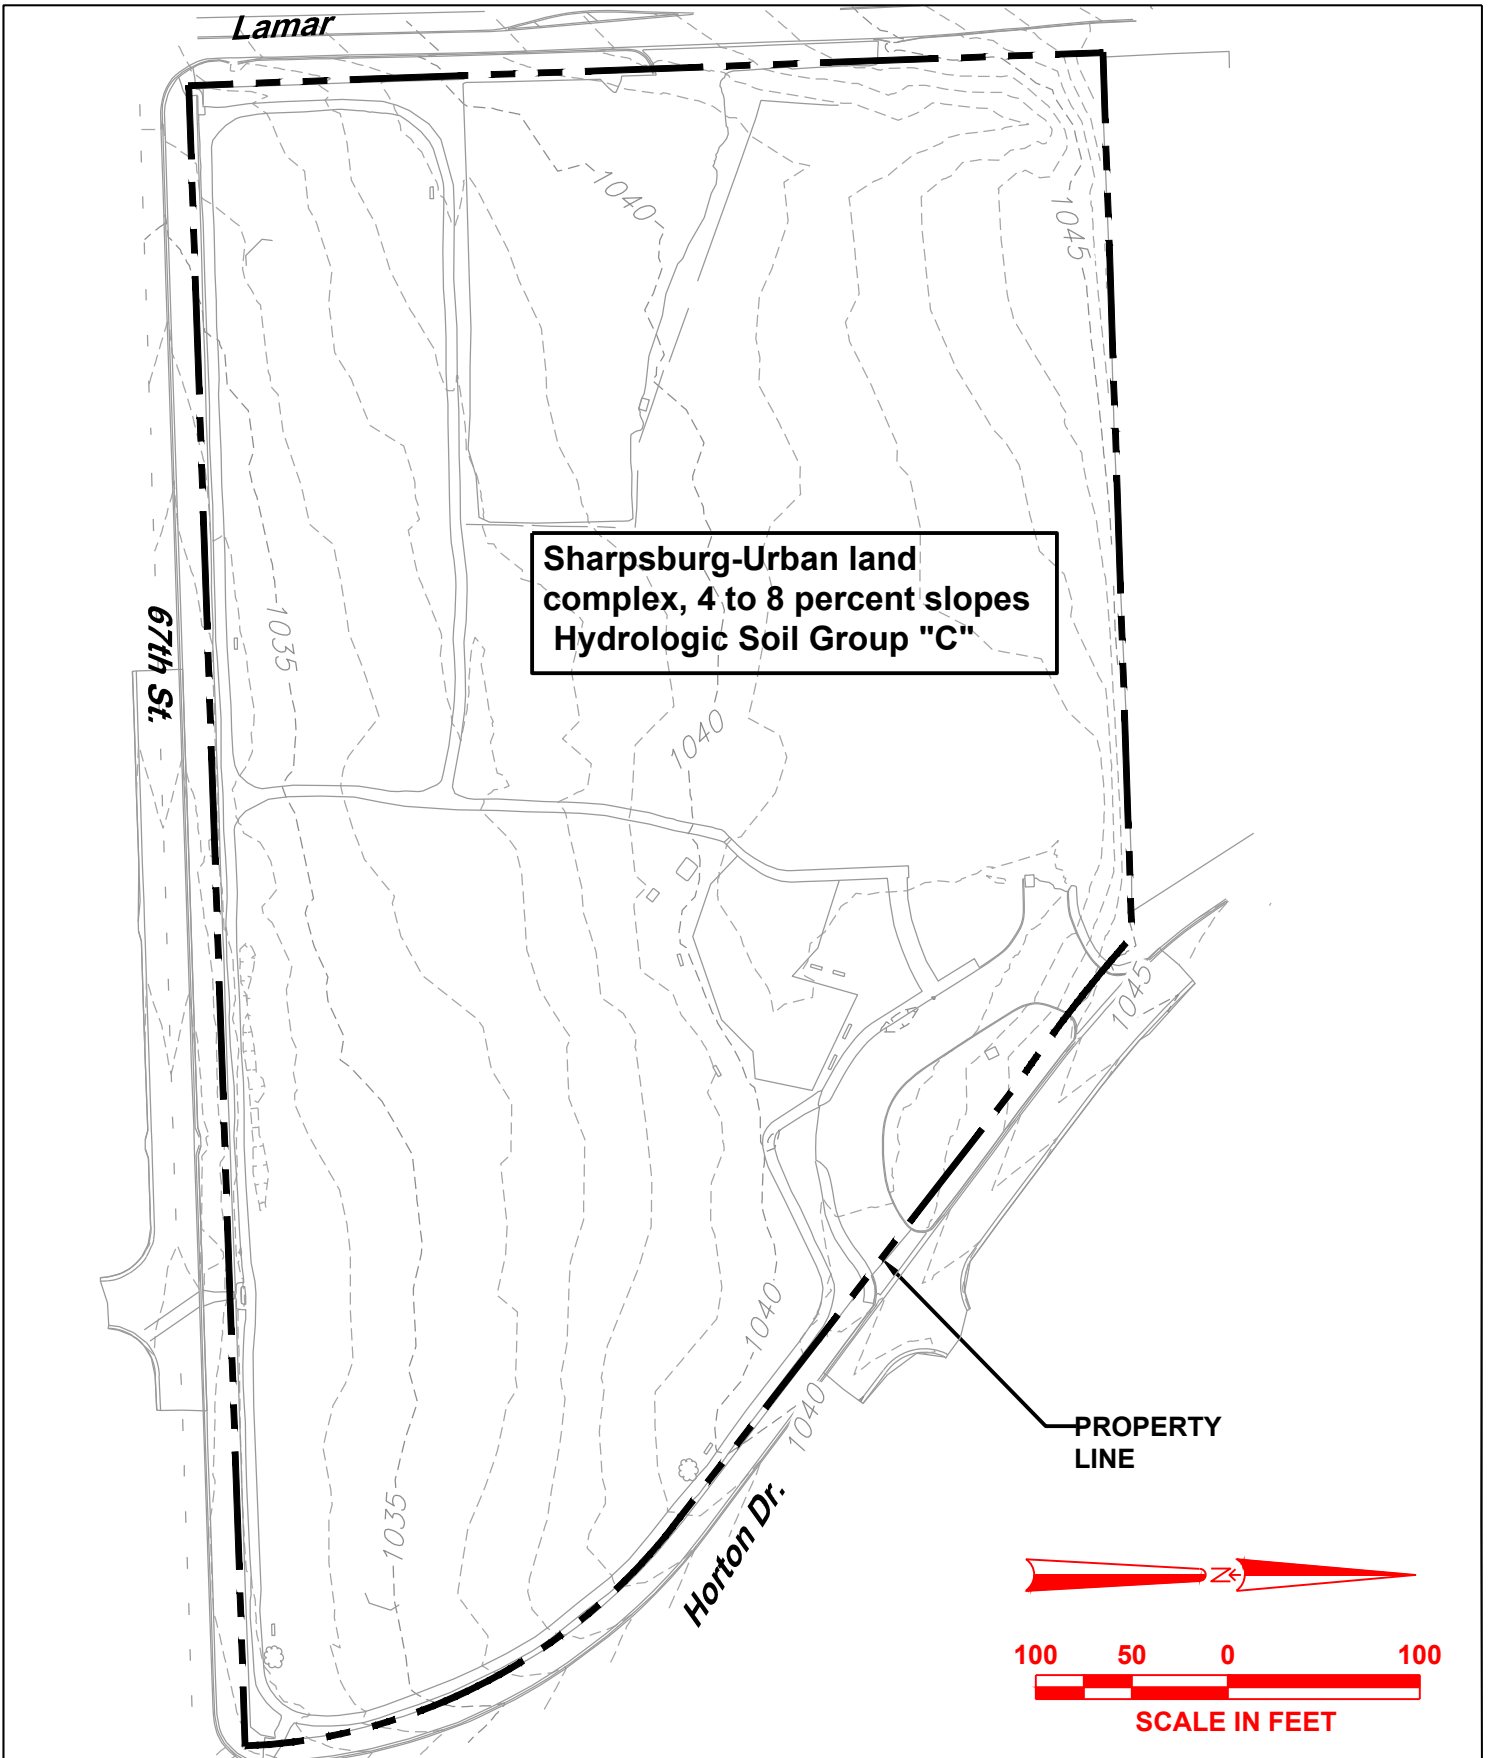 Lamar
1040
1045
Sharpsburg-Urban land
complex, 4 to 8 percent slopes
Hydrologic Soil Group "C"
67th St.
1035
1040
1045
1040
1040
PROPERTY
LINE
1035
Horton Dr.
N
100 50 0 100
SCALE IN FEET